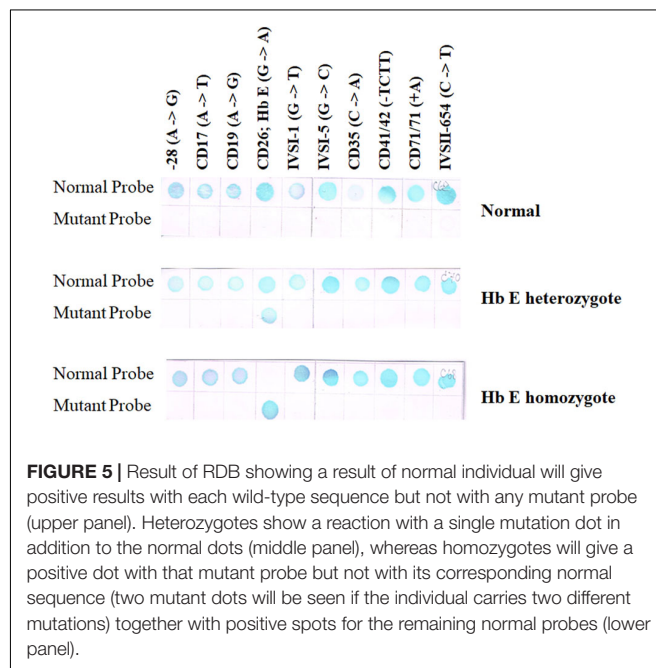 -28 (A -> G)
CD17 (A -> T)
CD19 (A -> G)
CD26; Hb E (G -> A)
IVSI-1 (G -> T)
IVSI-5 (G -> C)
CD35 (C -> A)
CD41/42 (-TCTT)
CD71/71 (+A)
IVSII-654 (C -> T)
Normal Probe
Mutant Probe
Normal
Normal Probe
Mutant Probe
Hb E heterozygote
Normal Probe
Mutant Probe
Hb E homozygote
FIGURE 5 | Result of RDB showing a result of normal individual will give
positive results with each wild-type sequence but not with any mutant probe
(upper panel). Heterozygotes show a reaction with a single mutation dot in
addition to the normal dots (middle panel), whereas homozygotes will give a
positive dot with that mutant probe but not with its corresponding normal
sequence (two mutant dots will be seen if the individual carries two different
mutations) together with positive spots for the remaining normal probes (lower
panel).